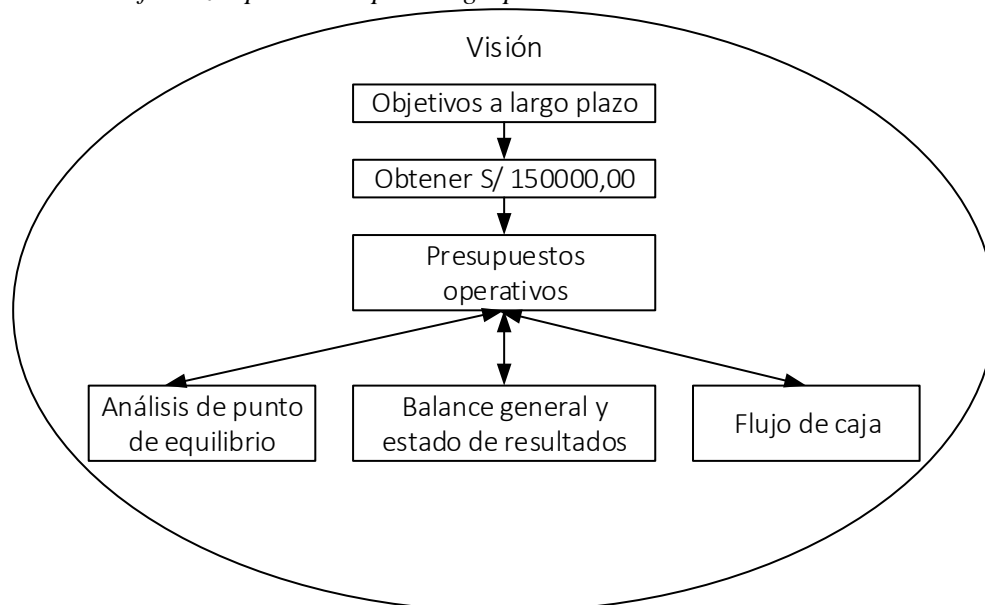 Visión
Objetivos a largo plazo
Obtener S/ 150000,00
Presupuestos
operativos
Análisis de punto
de equilibrio
Balance general y
estado de resultados
Flujo de caja